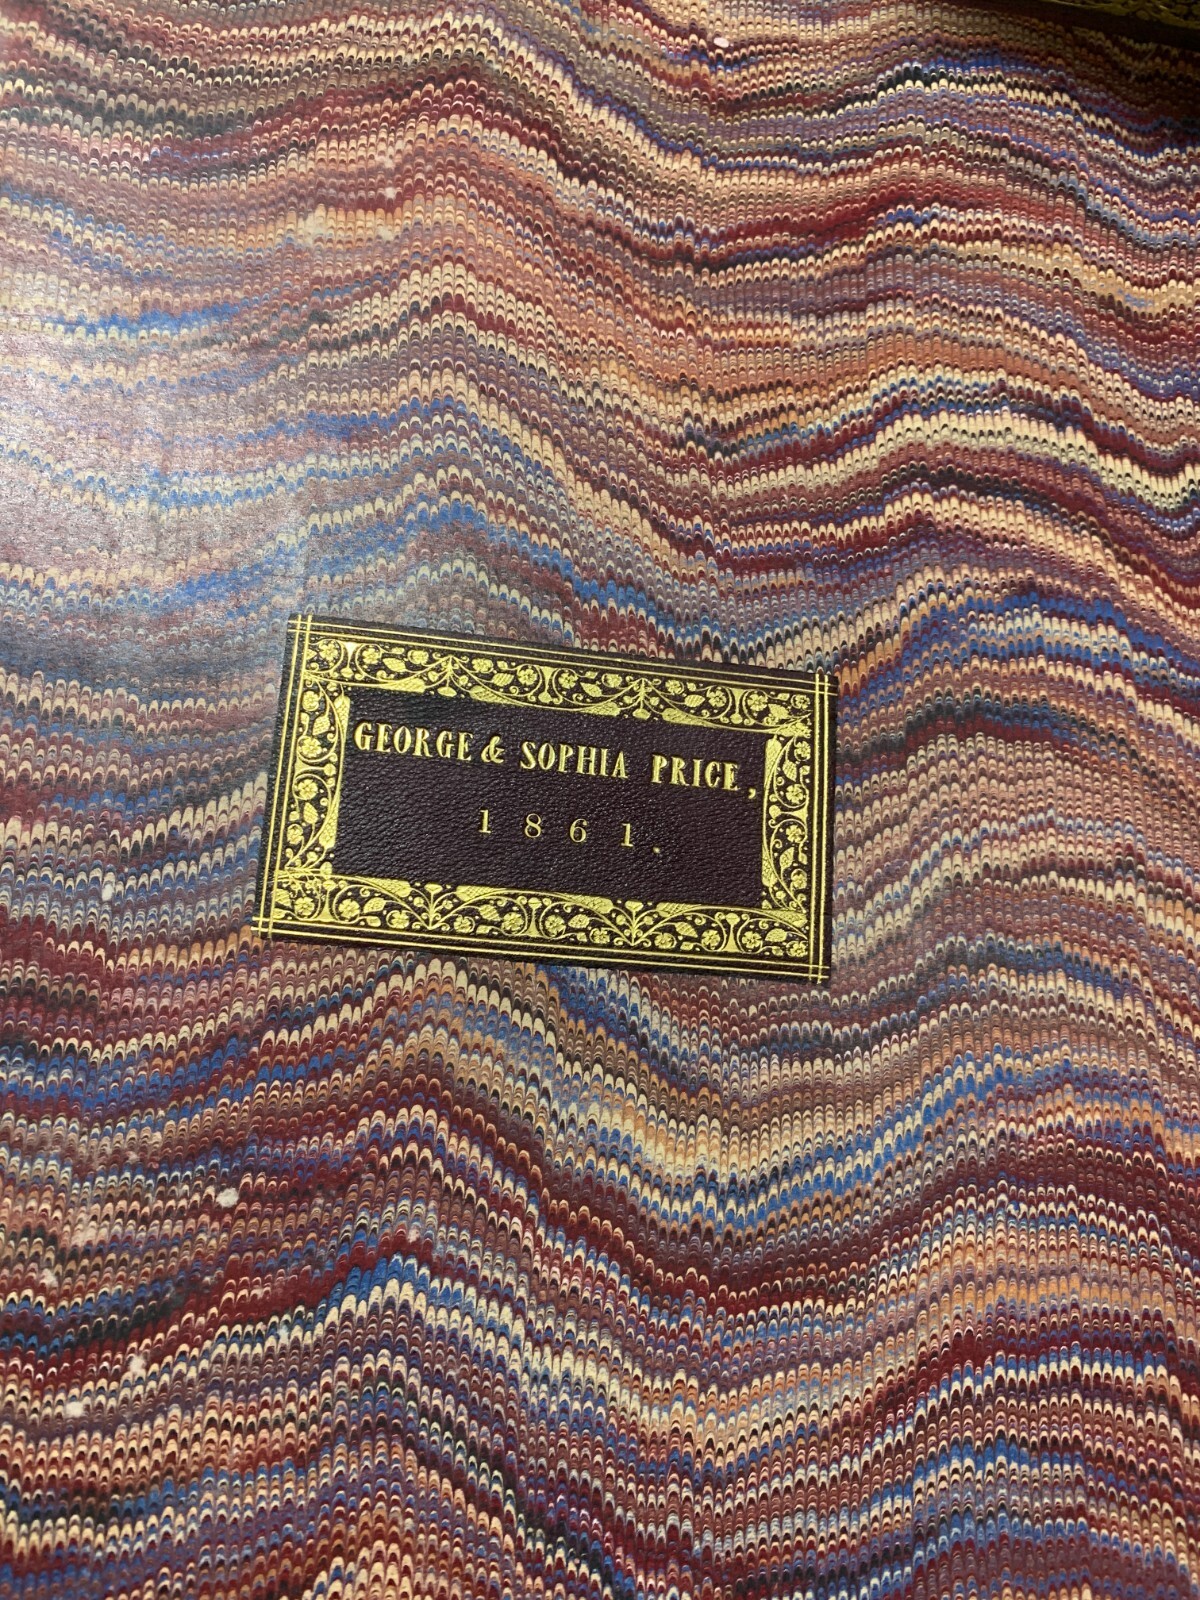 GEORGE & SOPHIA PRICE,
1861.